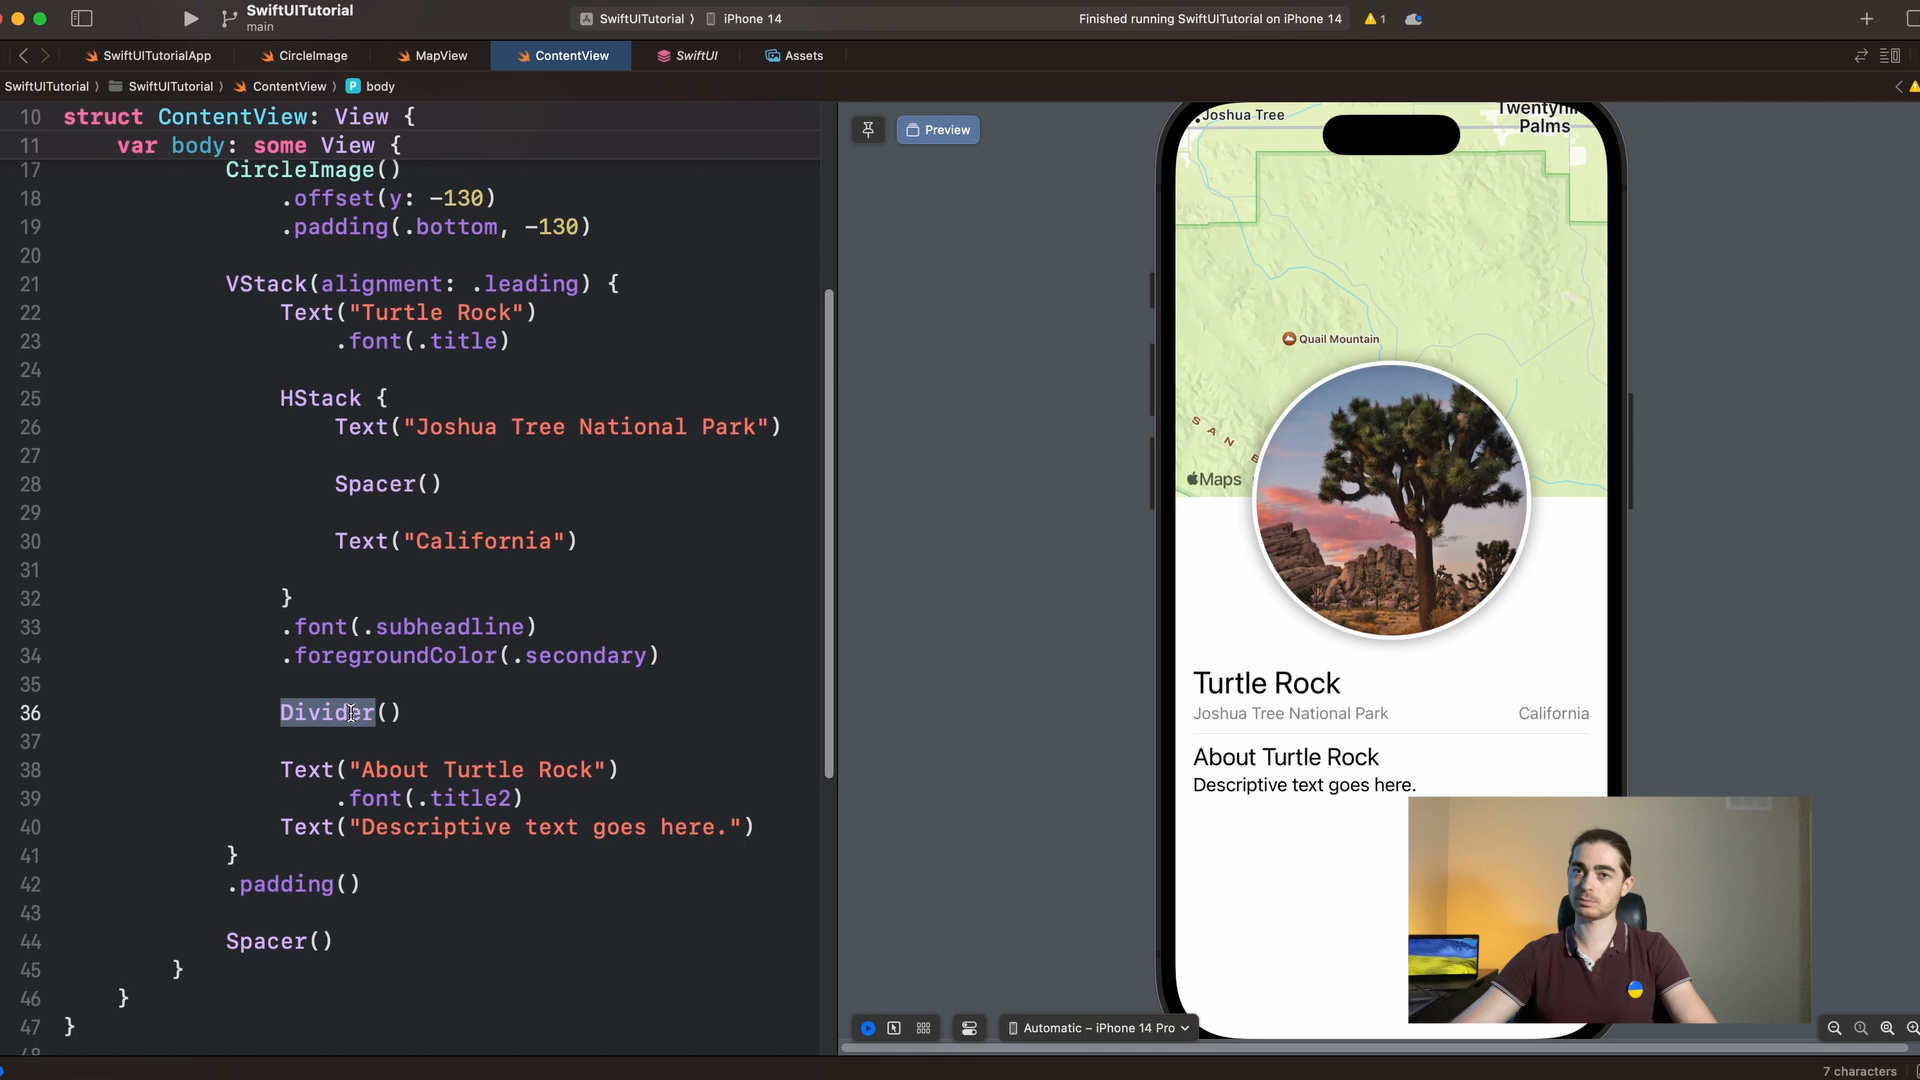 SwiftUITutorial
main
SwiftUITutorial 〉 iPhone 14
Finished running SwiftUITutorial on iPhone 14
1
SwiftUITutorialApp
CircleImage
MapView
ContentView
SwiftUI
Assets
SwiftUITutorial 〉 SwiftUITutorial 〉 ContentView 〉 P body
10 struct ContentView: View {
11 var body: some View {
17 CircleImage()
18 .offset(y: -130)
19 .padding(.bottom, -130)
20
21 VStack(alignment: .leading) {
22 Text("Turtle Rock")
23 .font(.title)
24
25 HStack {
26 Text("Joshua Tree National Park")
27
28 Spacer()
29
30 Text("California")
31
32 }
33 .font(.subheadline)
34 .foregroundColor(.secondary)
35
36 Divider()
37
38 Text("About Turtle Rock")
39 .font(.title2)
40 Text("Descriptive text goes here.")
41 }
42 .padding()
43
44 Spacer()
45 }
46 }
47 }
48
Preview
Joshua Tree
Palms
Quail Mountain
SAN
Maps
Turtle Rock
Joshua Tree National Park California
About Turtle Rock
Descriptive text goes here.
Automatic – iPhone 14 Pro
7 characters